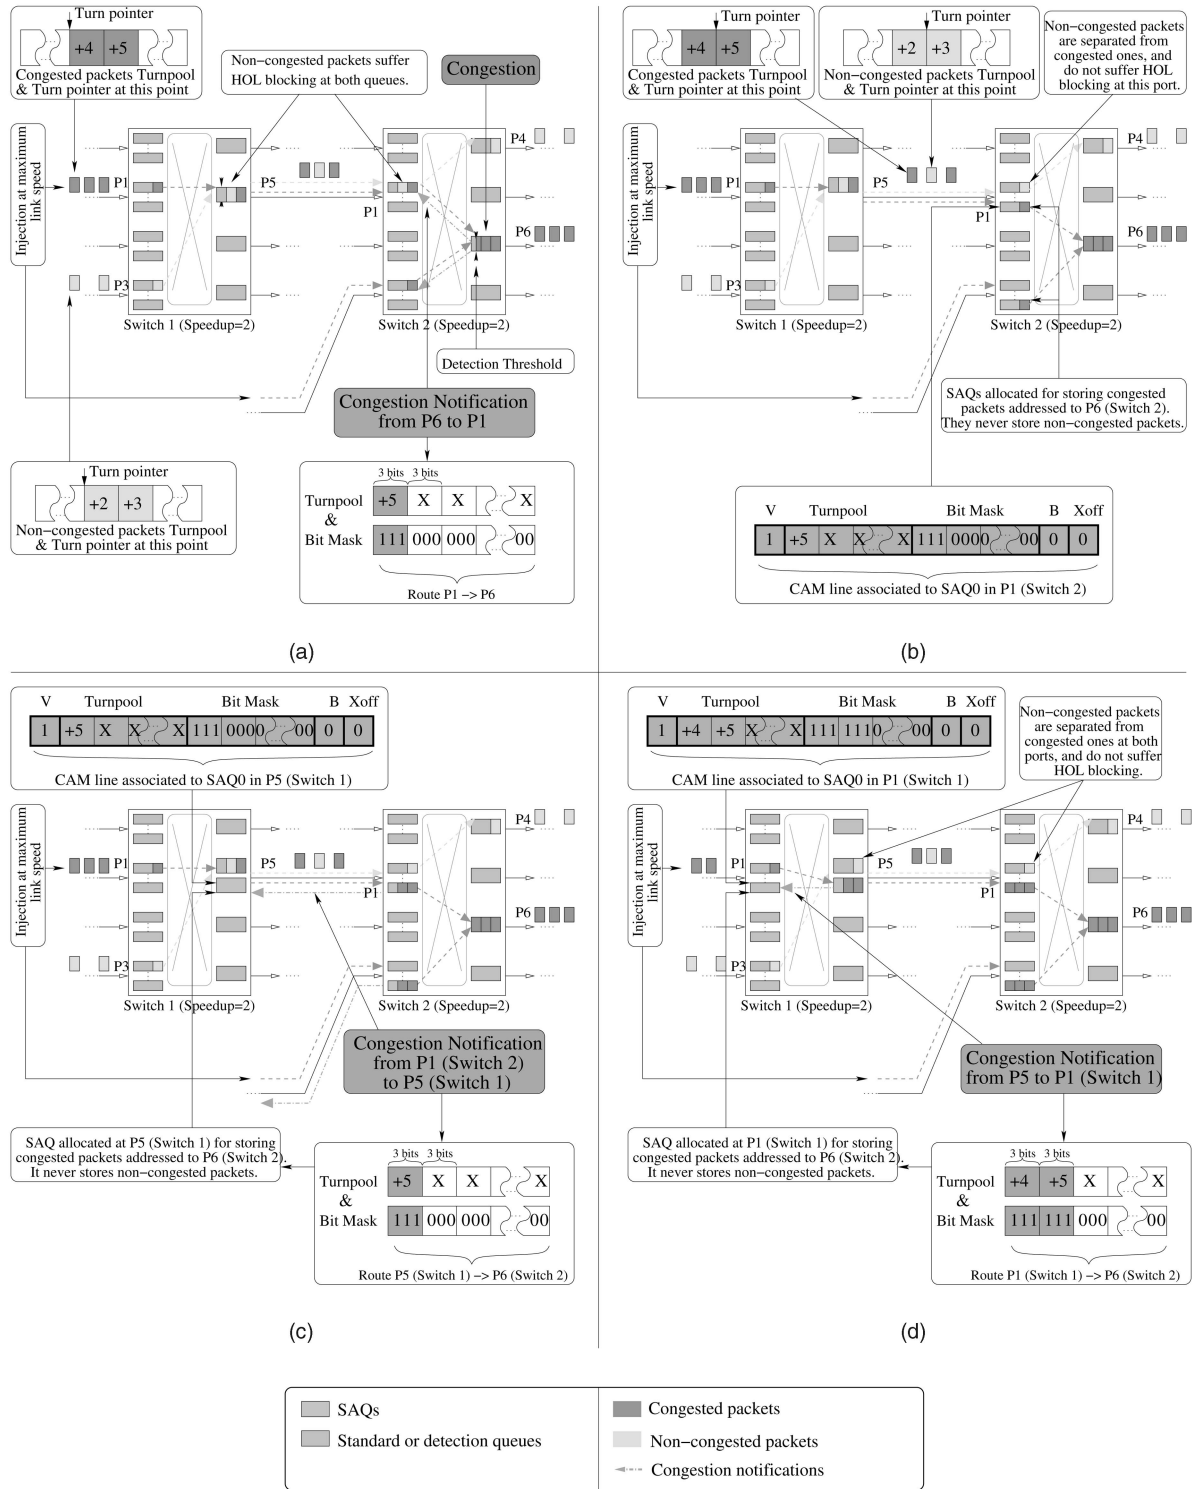 Turn pointer
+4 +5
Congested packets Turnpool
& Turn pointer at this point
Non−congested packets suffer
HOL blocking at both queues.
Congestion
Injection at maximum
link speed
P1
P5
P1
P4
P6
P3
Switch 1 (Speedup=2)
Switch 2 (Speedup=2)
Detection Threshold
Congestion Notification
from P6 to P1
Turn pointer
+2 +3
Non−congested packets Turnpool
& Turn pointer at this point
3 bits 3 bits
Turnpool
&
Bit Mask
+5 X X X
111 000 000 00
Route P1 −> P6
(a)
Turn pointer
+4 +5
Congested packets Turnpool
& Turn pointer at this point
Turn pointer
+2 +3
Non−congested packets Turnpool
& Turn pointer at this point
Non−congested packets
are separated from
congested ones, and
do not suffer HOL
blocking at this port.
Injection at maximum
link speed
P1
P5
P1
P4
P6
P3
Switch 1 (Speedup=2)
Switch 2 (Speedup=2)
SAQs allocated for storing congested
packets addressed to P6 (Switch 2).
They never store non−congested packets.
V Turnpool Bit Mask B Xoff
1 +5 X X X 111 0000 00 0 0
CAM line associated to SAQ0 in P1 (Switch 2)
(b)
V Turnpool Bit Mask B Xoff
1 +5 X X X 111 0000 00 0 0
CAM line associated to SAQ0 in P5 (Switch 1)
Injection at maximum
link speed
P1
P5
P1
P4
P6
P3
Switch 1 (Speedup=2)
Switch 2 (Speedup=2)
Congestion Notification
from P1 (Switch 2)
to P5 (Switch 1)
SAQ allocated at P5 (Switch 1) for storing
congested packets addressed to P6 (Switch 2).
It never stores non−congested packets.
3 bits 3 bits
Turnpool
&
Bit Mask
+5 X X X
111 000 000 00
Route P5 (Switch 1) −> P6 (Switch 2)
(c)
V Turnpool Bit Mask B Xoff
1 +4 +5 X X 111 1110 00 0 0
CAM line associated to SAQ0 in P1 (Switch 1)
Non−congested packets
are separated from
congested ones at both
ports, and do not suffer
HOL blocking.
Injection at maximum
link speed
P1
P5
P1
P4
P6
P3
Switch 1 (Speedup=2)
Switch 2 (Speedup=2)
Congestion Notification
from P5 to P1 (Switch 1)
SAQ allocated at P1 (Switch 1) for storing
congested packets addressed to P6 (Switch 2).
It never stores non−congested packets.
3 bits 3 bits
Turnpool
&
Bit Mask
+4 +5 X X
111 111 000 00
Route P1 (Switch 1) −> P6 (Switch 2)
(d)
SAQs
Standard or detection queues
Congested packets
Non−congested packets
Congestion notifications